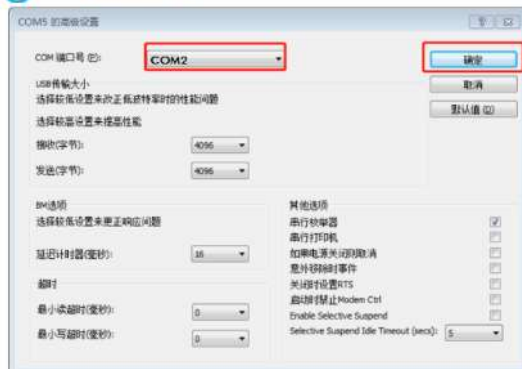 COM5 的高级设置
COM 端口号 (P):
COM2
确定
取消
默认值 (D)
USB传输大小
选择较低设置来改正低波特率时的性能问题
选择较高设置来提高性能
接收(字节):
4096
发送(字节):
4096
BM选项
选择较低设置来更正响应问题
延迟计时器(毫秒):
16
超时
最小读超时(毫秒):
0
最小写超时(毫秒):
0
其他选项
串行枚举器
串行打印机
如果电源关闭则取消
意外移除时事件
关闭时设置RTS
启动时禁止Modem Ctrl
Enable Selective Suspend
Selective Suspend Idle Timeout (secs):
5